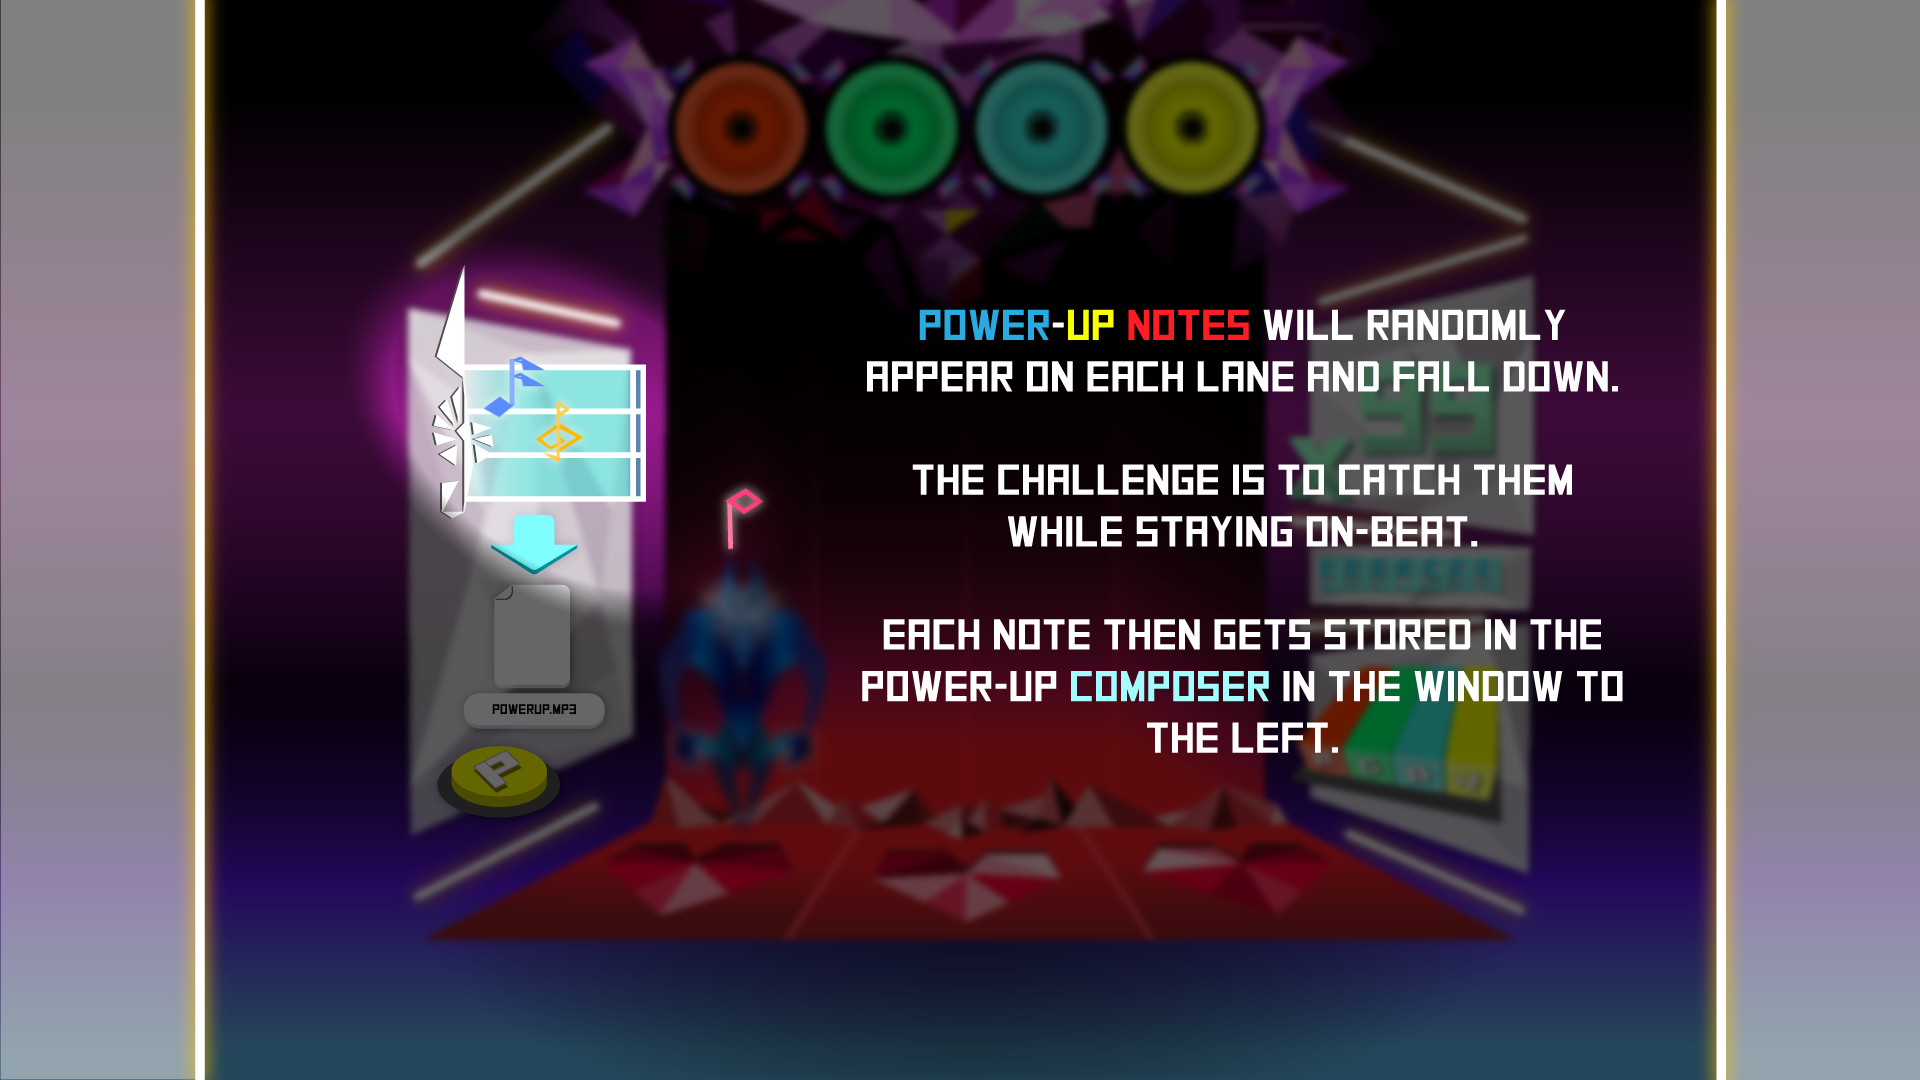 POWER-UP NOTES WILL RANDOMLY
APPEAR ON EACH LANE AND FALL DOWN.
THE CHALLENGE IS TO CATCH THEM
WHILE STAYING ON-BEAT.
EACH NOTE THEN GETS STORED IN THE
POWER-UP COMPOSER IN THE WINDOW TO
THE LEFT.
POWERUP.MP3
P
X 99